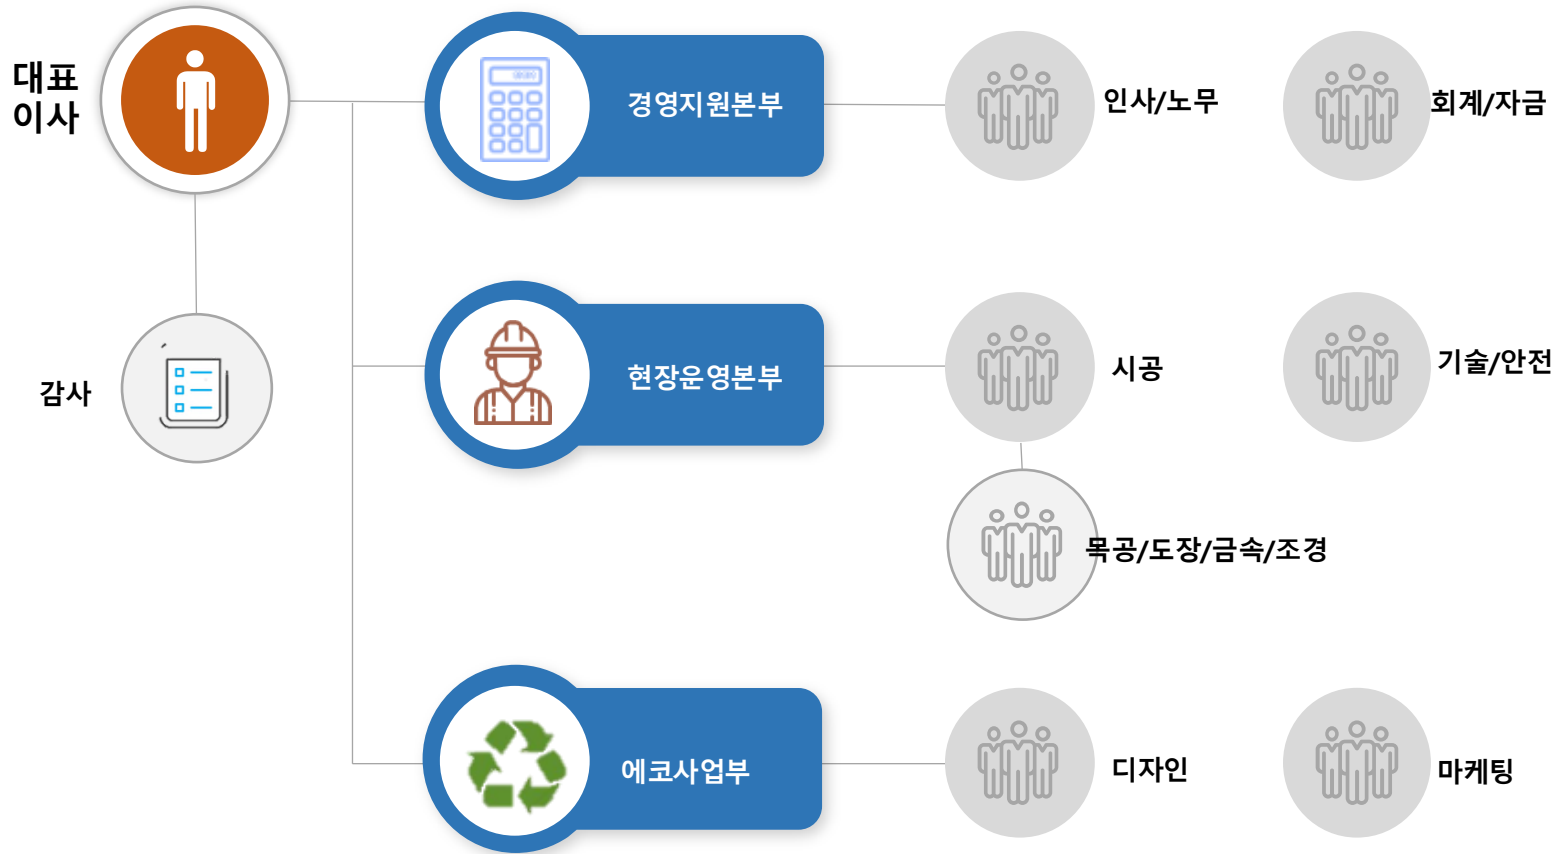 대표
이사
경영지원본부
인사/노무
회계/자금
감사
현장운영본부
시공
기술/안전
목공/도장/금속/조경
에코사업부
디자인
마케팅